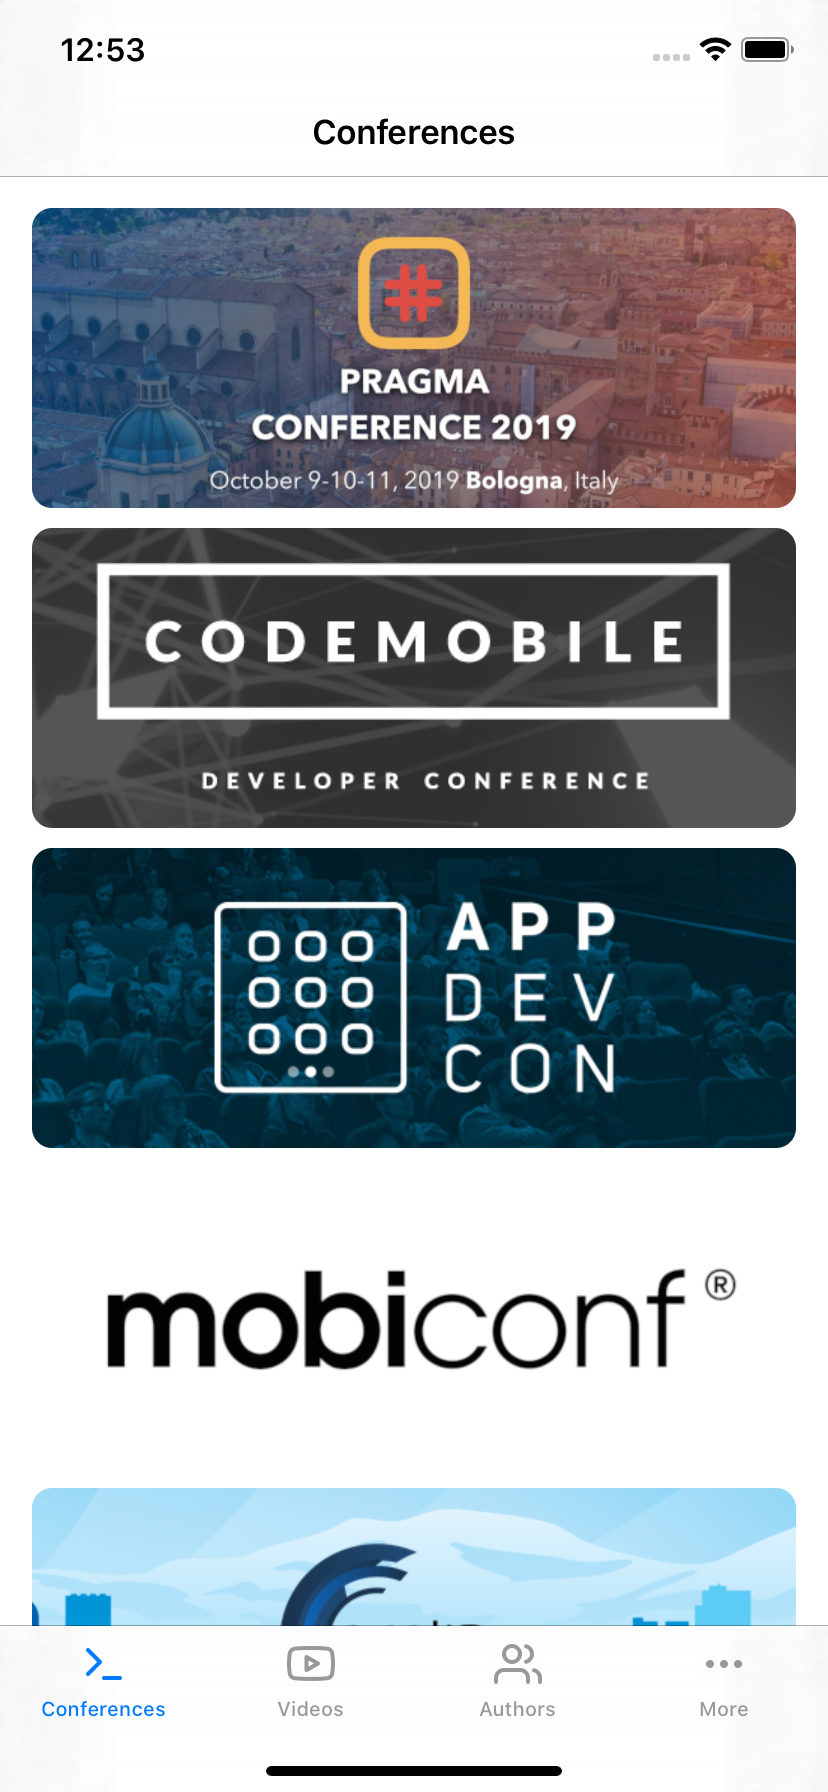 12:53
Conferences
PRAGMA
CONFERENCE 2019
October 9-10-11, 2019 Bologna, Italy
CODEMOBILE
DEVELOPER CONFERENCE
APP
DEV
CON
mobiconf ®
Conferences
Videos
Authors
More